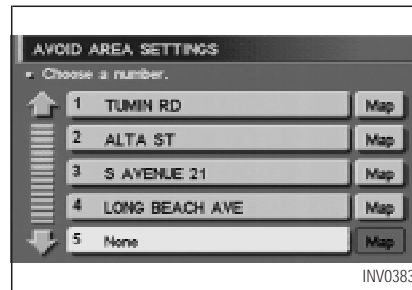 AVOID AREA SETTINGS
Choose a number.
1 TUMIN RD Map
2 ALTA ST Map
3 S AVENUE 21 Map
4 LONG BEACH AVE Map
5 None Map
INV0383